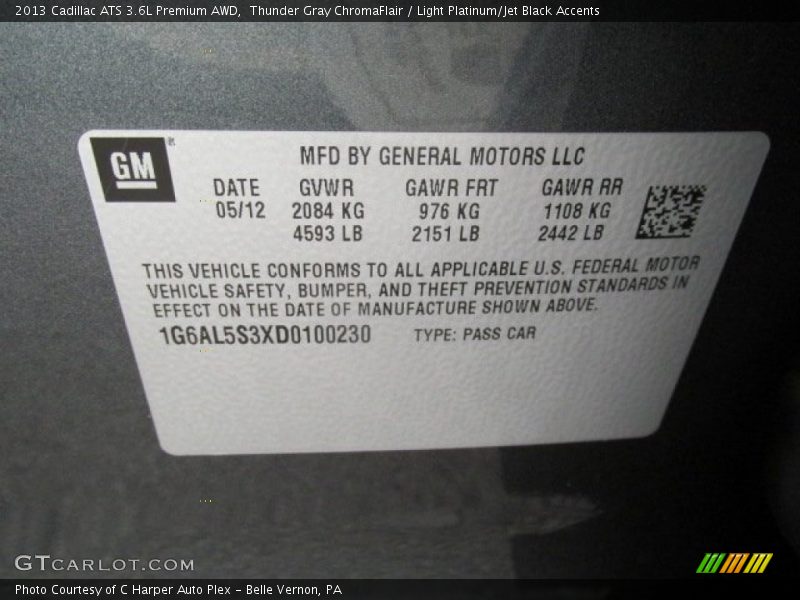 2013 Cadillac ATS 3.6L Premium AWD,  Thunder Gray ChromaFlair / Light Platinum/Jet Black Accents
GM
MFD BY GENERAL MOTORS LLC
DATE GVWR GAWR FRT GAWR RR
05/12 2084 KG 976 KG 1108 KG
4593 LB 2151 LB 2442 LB
THIS VEHICLE CONFORMS TO ALL APPLICABLE U.S. FEDERAL MOTOR
VEHICLE SAFETY, BUMPER, AND THEFT PREVENTION STANDARDS IN
EFFECT ON THE DATE OF MANUFACTURE SHOWN ABOVE.
1G6AL5S3XD0100230 TYPE: PASS CAR
GTCARLOT.COM
Photo Courtesy of C Harper Auto Plex - Belle Vernon, PA